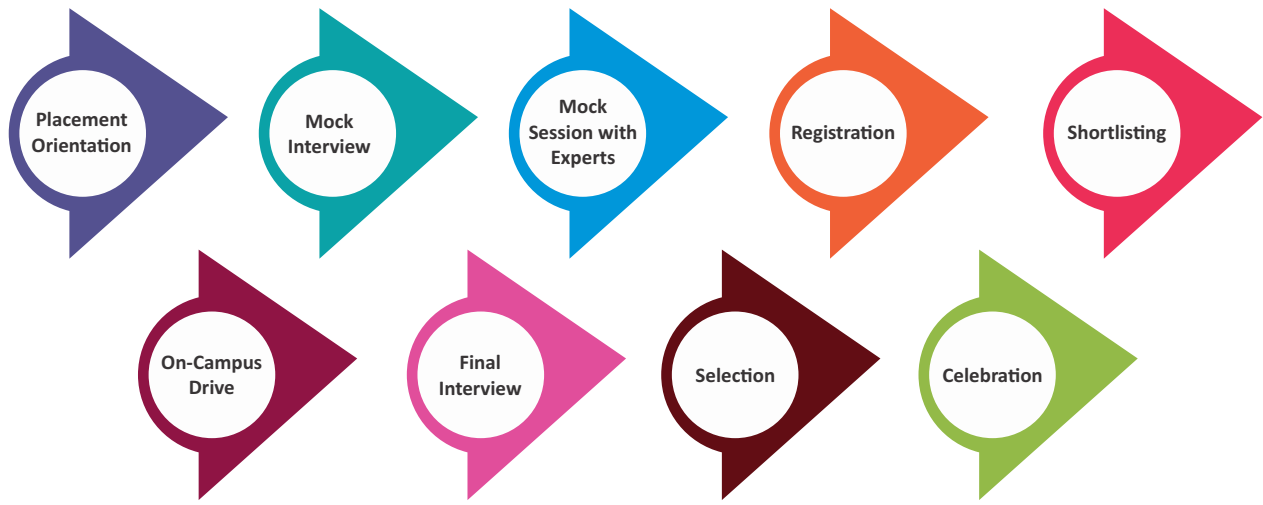 Placement
Orientation
Mock
Interview
Mock
Session with
Experts
Registration
Shortlisting
On-Campus
Drive
Final
Interview
Selection
Celebration